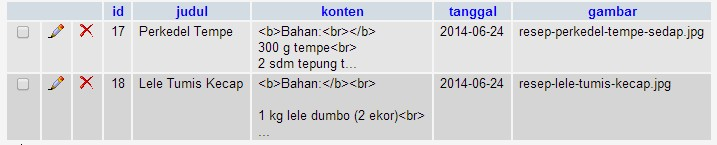 id judul konten tanggal gambar
17 Perkedel Tempe <b>Bahan:<br></b> 2014-06-24 resep-perkedel-tempe-sedap.jpg
300 g tempe<br>
2 sdm tepung t...
18 Lele Tumis Kecap <b>Bahan:</b><br> 2014-06-24 resep-lele-tumis-kecap.jpg
1 kg lele dumbo (2 ekor)<br>
...